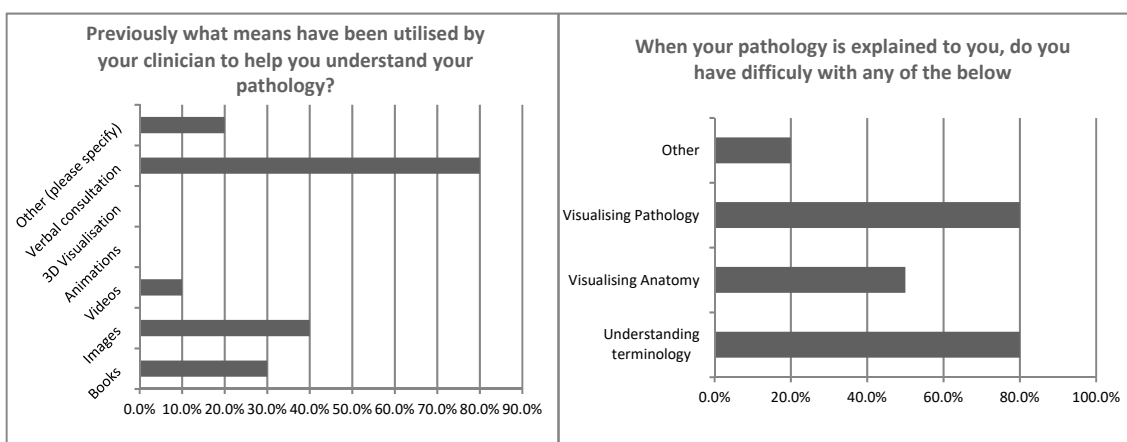 Previously what means have been utilised by
your clinician to help you understand your
pathology?
Other (please specify)
Verbal consultation
3D Visualisation
Animations
Videos
Images
Books
0.0% 10.0% 20.0% 30.0% 40.0% 50.0% 60.0% 70.0% 80.0% 90.0%
When your pathology is explained to you, do you
have difficuly with any of the below
Other
Visualising Pathology
Visualising Anatomy
Understanding
terminology
0.0% 20.0% 40.0% 60.0% 80.0% 100.0%